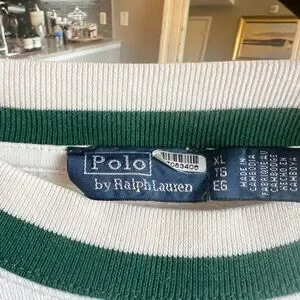 Polo
by Ralph Lauren
XL
TG
EG
MADE IN
CAMBODIA
FABRIQUE AU
CAMBODGE
HECHO EN
CAMBOYA